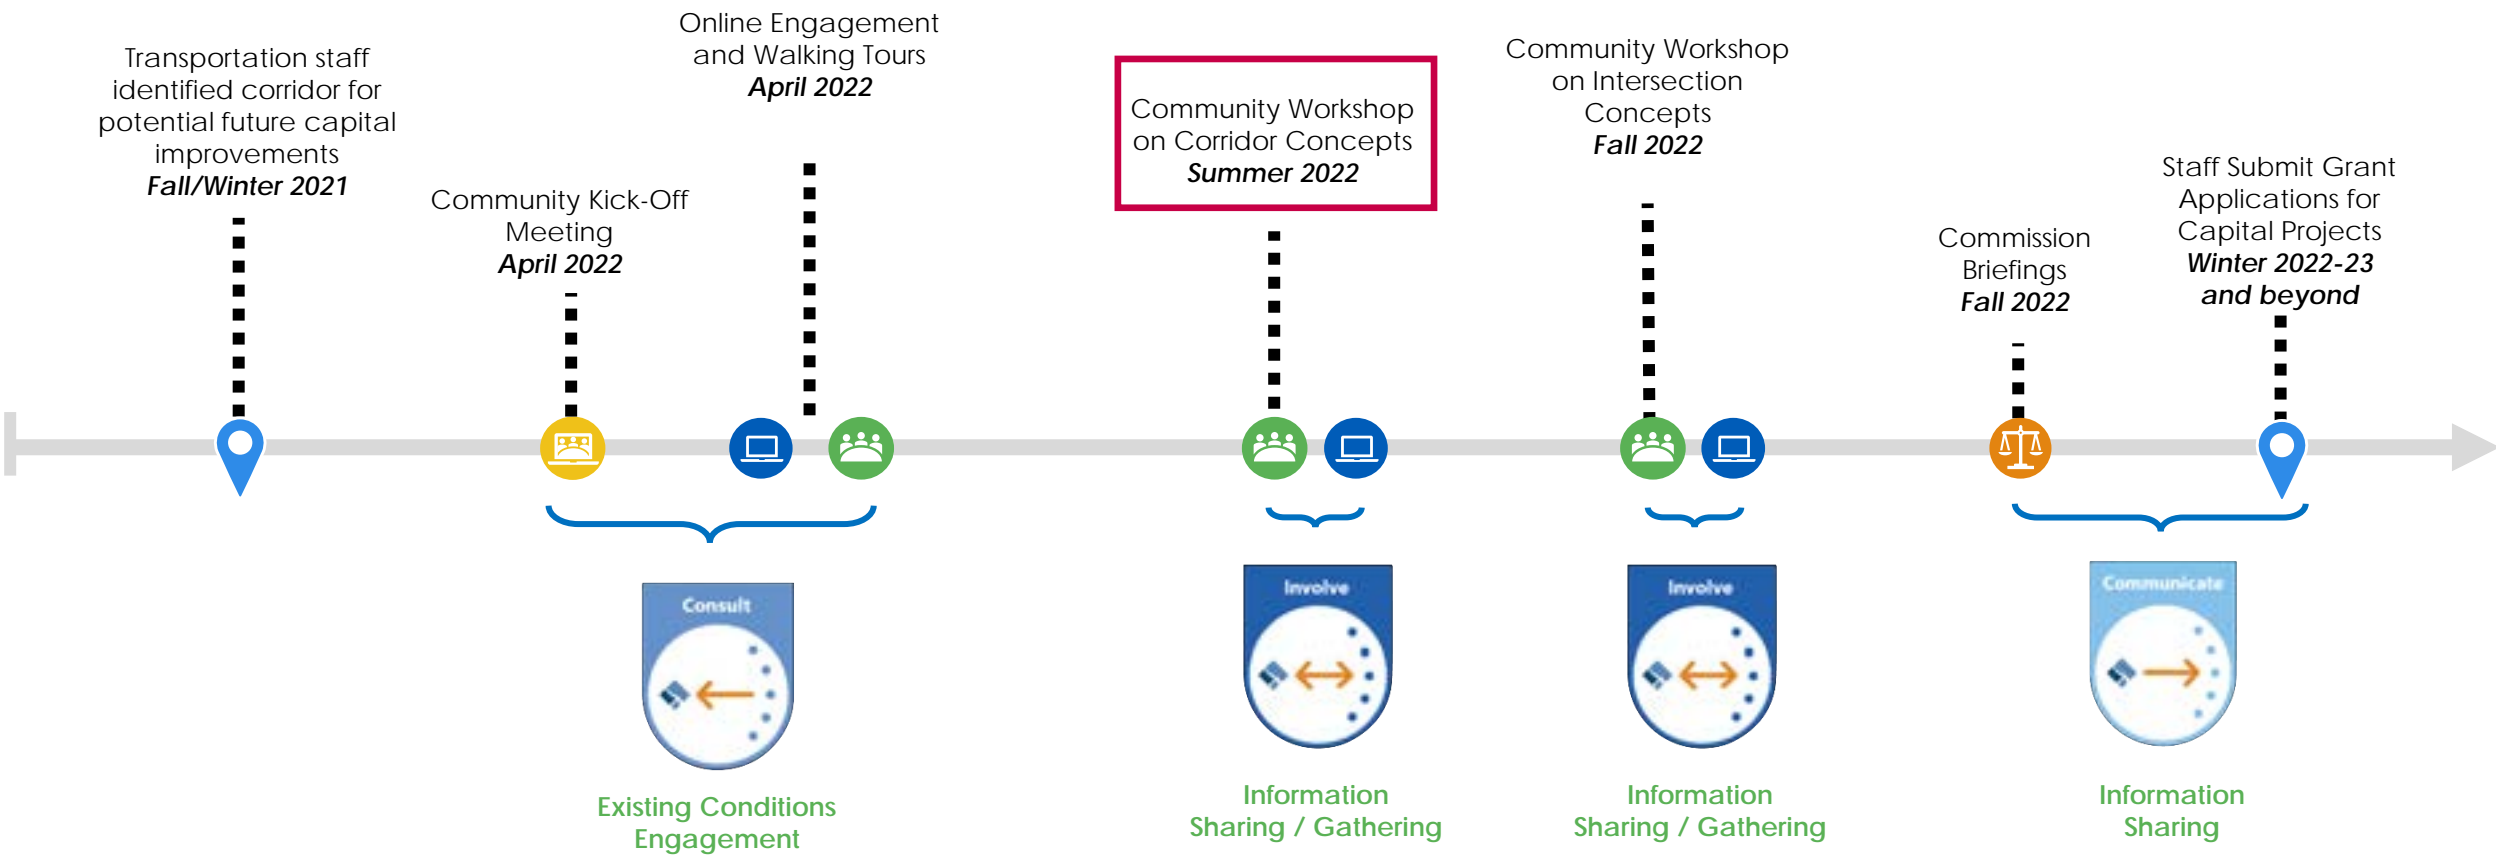 Transportation staff
identified corridor for
potential future capital
improvements
Fall/Winter 2021
Community Kick-Off
Meeting
April 2022
Online Engagement
and Walking Tours
April 2022
Community Workshop
on Corridor Concepts
Summer 2022
Community Workshop
on Intersection
Concepts
Fall 2022
Commission
Briefings
Fall 2022
Staff Submit Grant
Applications for
Capital Projects
Winter 2022-23
and beyond
Consult
Existing Conditions
Engagement
Involve
Information
Sharing / Gathering
Involve
Information
Sharing / Gathering
Communicate
Information
Sharing